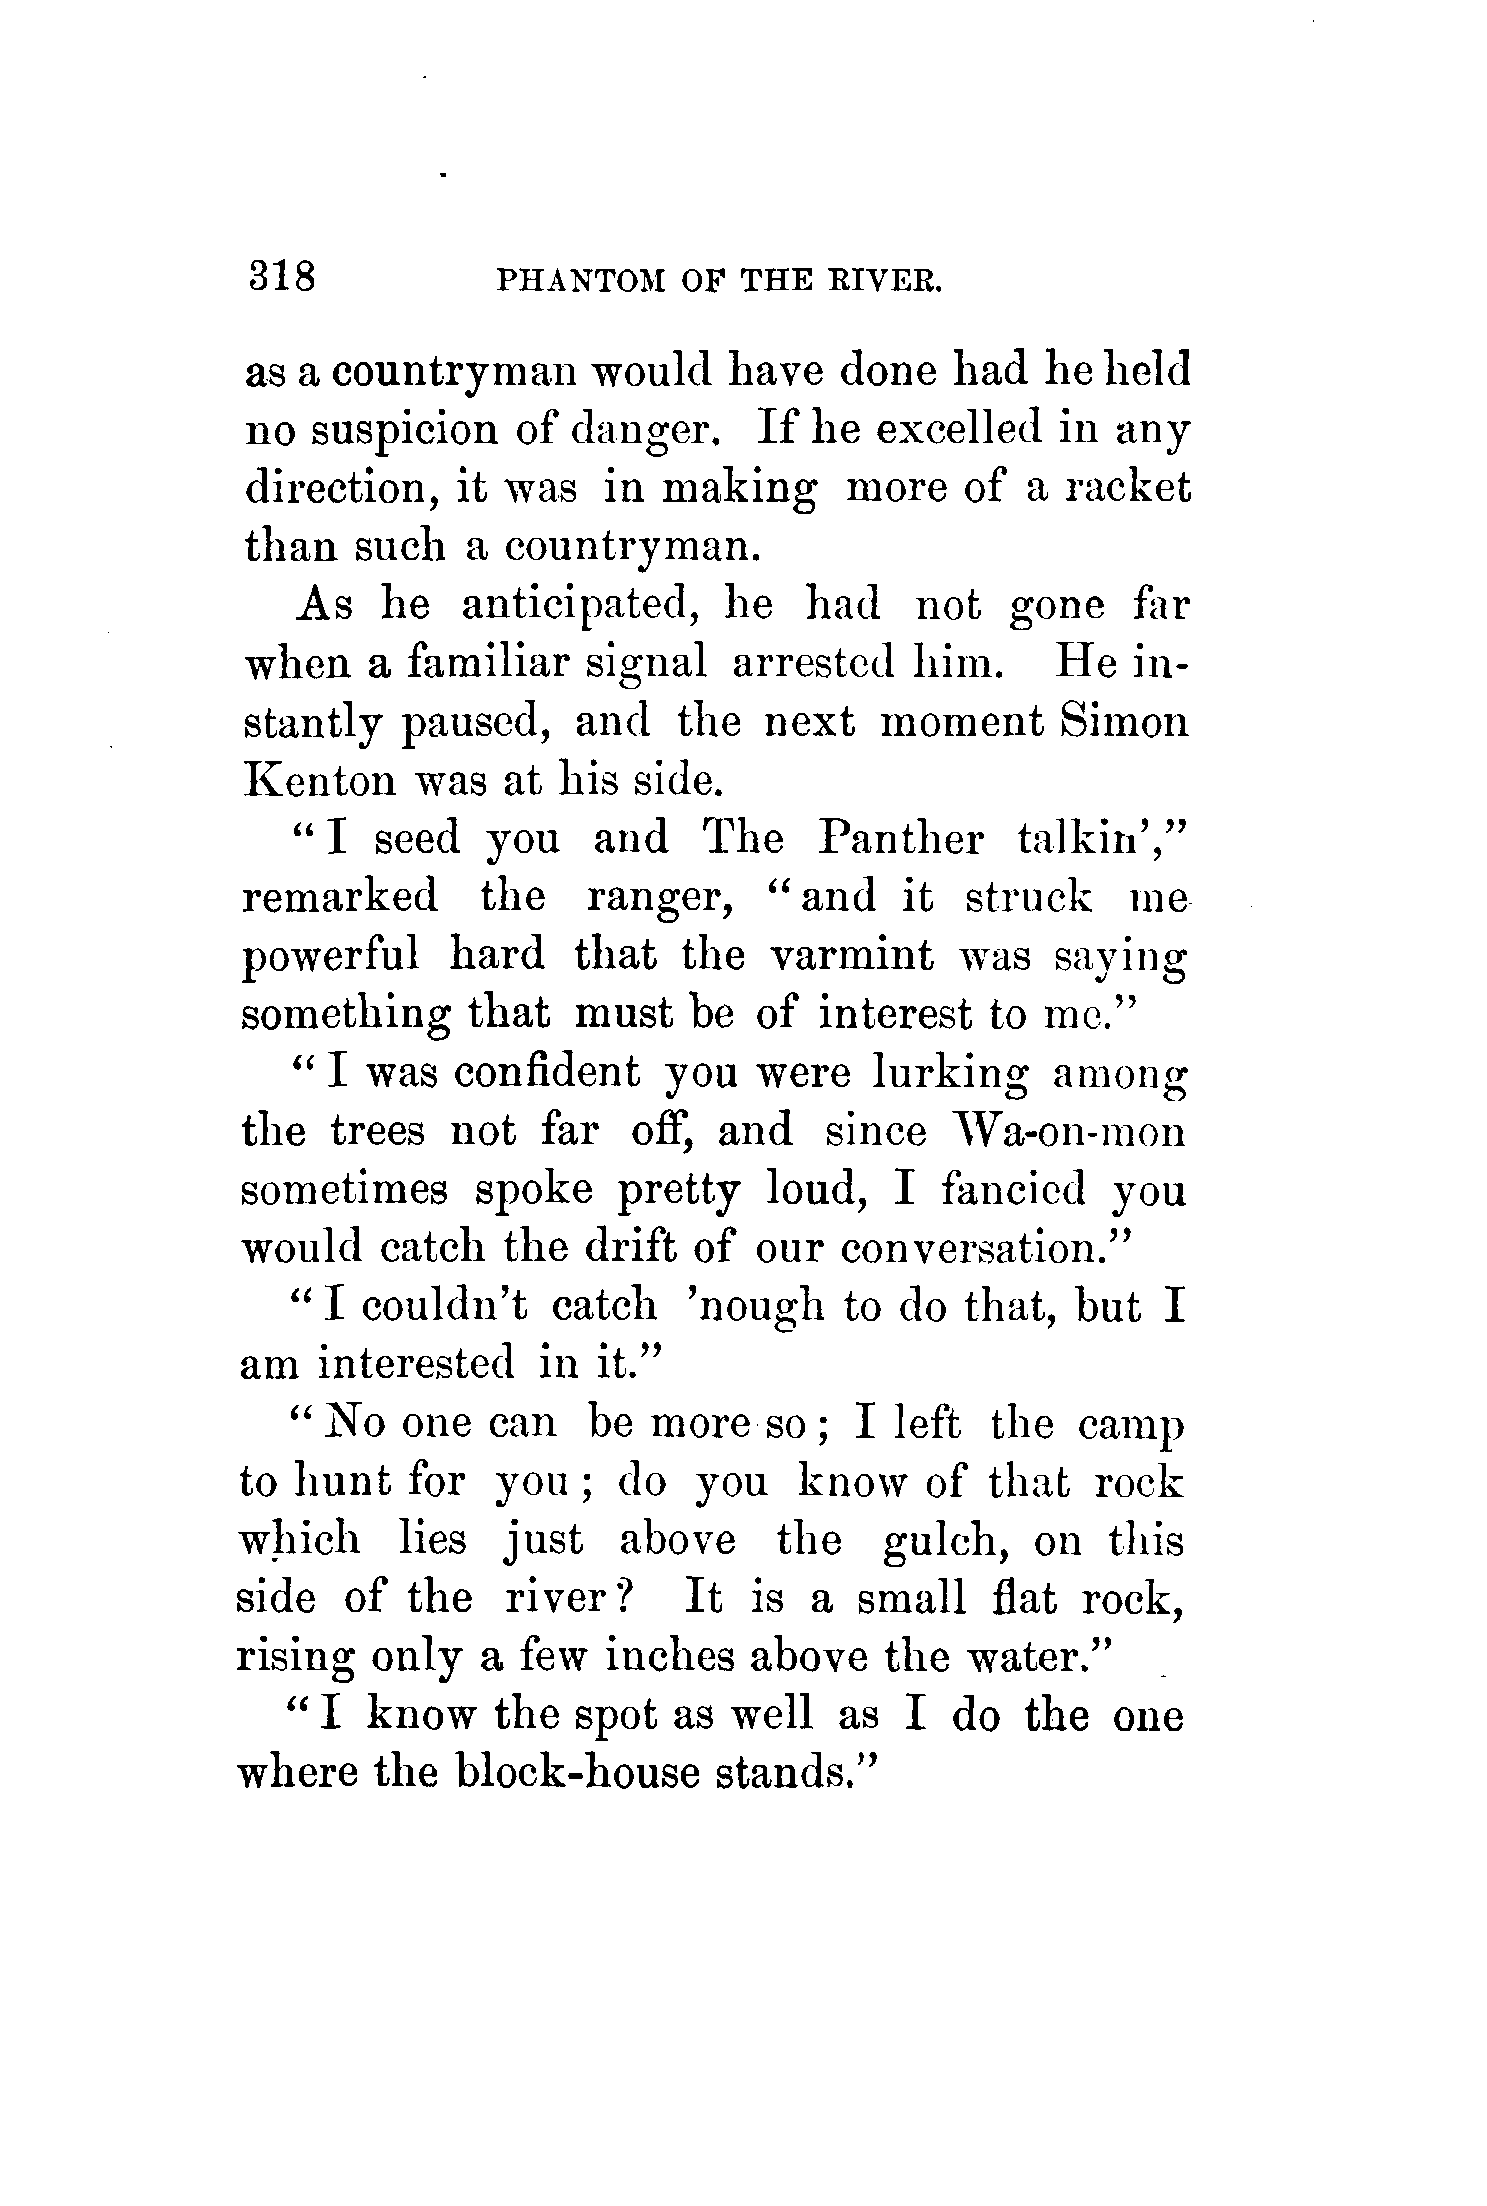 318 PHANTOM OF THE RIVER.
as a countryman would have done had he held
no suspicion of danger. If he excelled in any
direction, it was in making more of a racket
than such a countryman.
As he anticipated, he had not gone far
when a familiar signal arrested him. He in-
stantly paused, and the next moment Simon
Kenton was at his side.
“ I seed you and The Panther talkin’,”
remarked the ranger, “ and it struck me
powerful hard that the varmint was saying
something that must be of interest to me.”
“ I was confident you were lurking among
the trees not far off, and since Wa-on-mon
sometimes spoke pretty loud, I fancied you
would catch the drift of our conversation.”
“ I couldn’t catch ’nough to do that, but I
am interested in it.”
“ No one can be more so ; I left the camp
to hunt for you ; do you know of that rock
which lies just above the gulch, on this
side of the river ? It is a small flat rock,
rising only a few inches above the water.”
“ I know the spot as well as I do the one
where the block-house stands.”